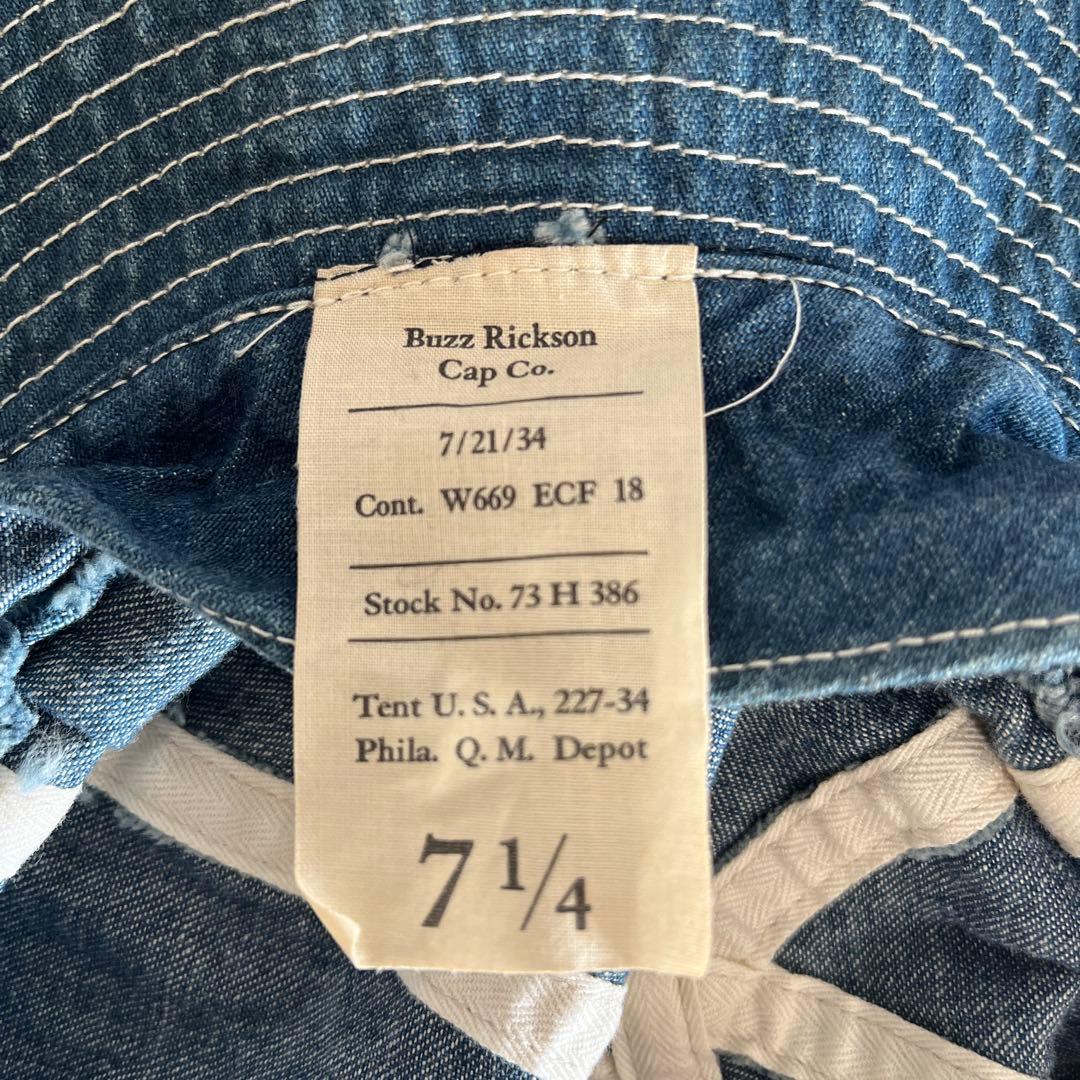 Buzz Rickson
Cap Co.
7/21/34
Cont. W669 ECF 18
Stock No. 73 H 386
Tent U. S. A., 227-34
Phila. Q. M. Depot
7 1/4